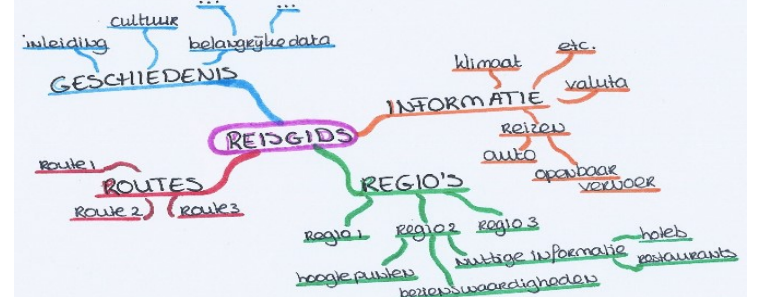 ...
...
cultuur
inleiding
belangrijke data
GESCHIEDENIS
etc.
klimaat
valuta
INFORMATIE
REIZEN
auto
openbaar
vervoer
REISGIDS
Route 1
ROUTES
Route 2
Route 3
REGIO'S
Regio 1
Regio 2
Regio 3
Nuttige informatie
hotels
restaurants
hoogtepunten
bezienswaardigheden